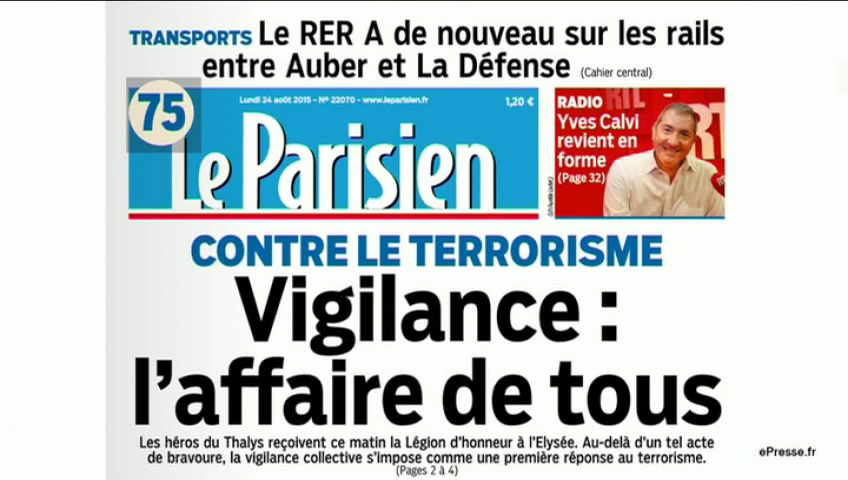 TRANSPORTS Le RER A de nouveau sur les rails
entre Auber et La Défense (Cahier central)
75
Lundi 24 août 2015 - N° 22070 - www.leparisien.fr
1,20 €
Le Parisien
RADIO
Yves Calvi
revient en
forme
(Page 32)
RTL
CONTRE LE TERRORISME
Vigilance :
l'affaire de tous
Les héros du Thalys reçoivent ce matin la Légion d'honneur à l'Elysée. Au-delà d'un tel acte
de bravoure, la vigilance collective s'impose comme une première réponse au terrorisme.
(Pages 2 à 4)
ePresse.fr